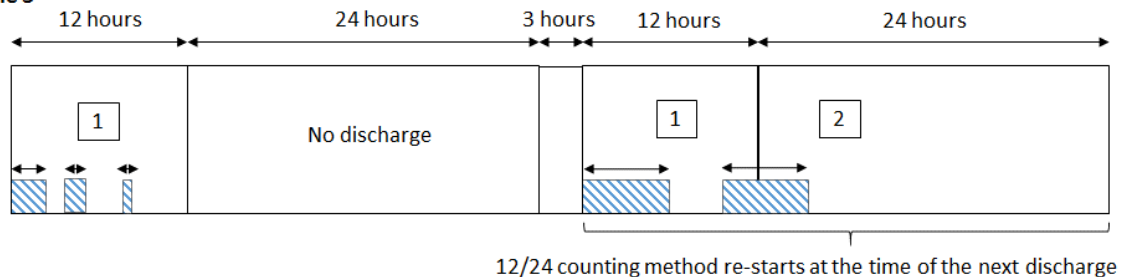 12 hours 24 hours 3 hours 12 hours 24 hours
1 No discharge 1 2
12/24 counting method re-starts at the time of the next discharge